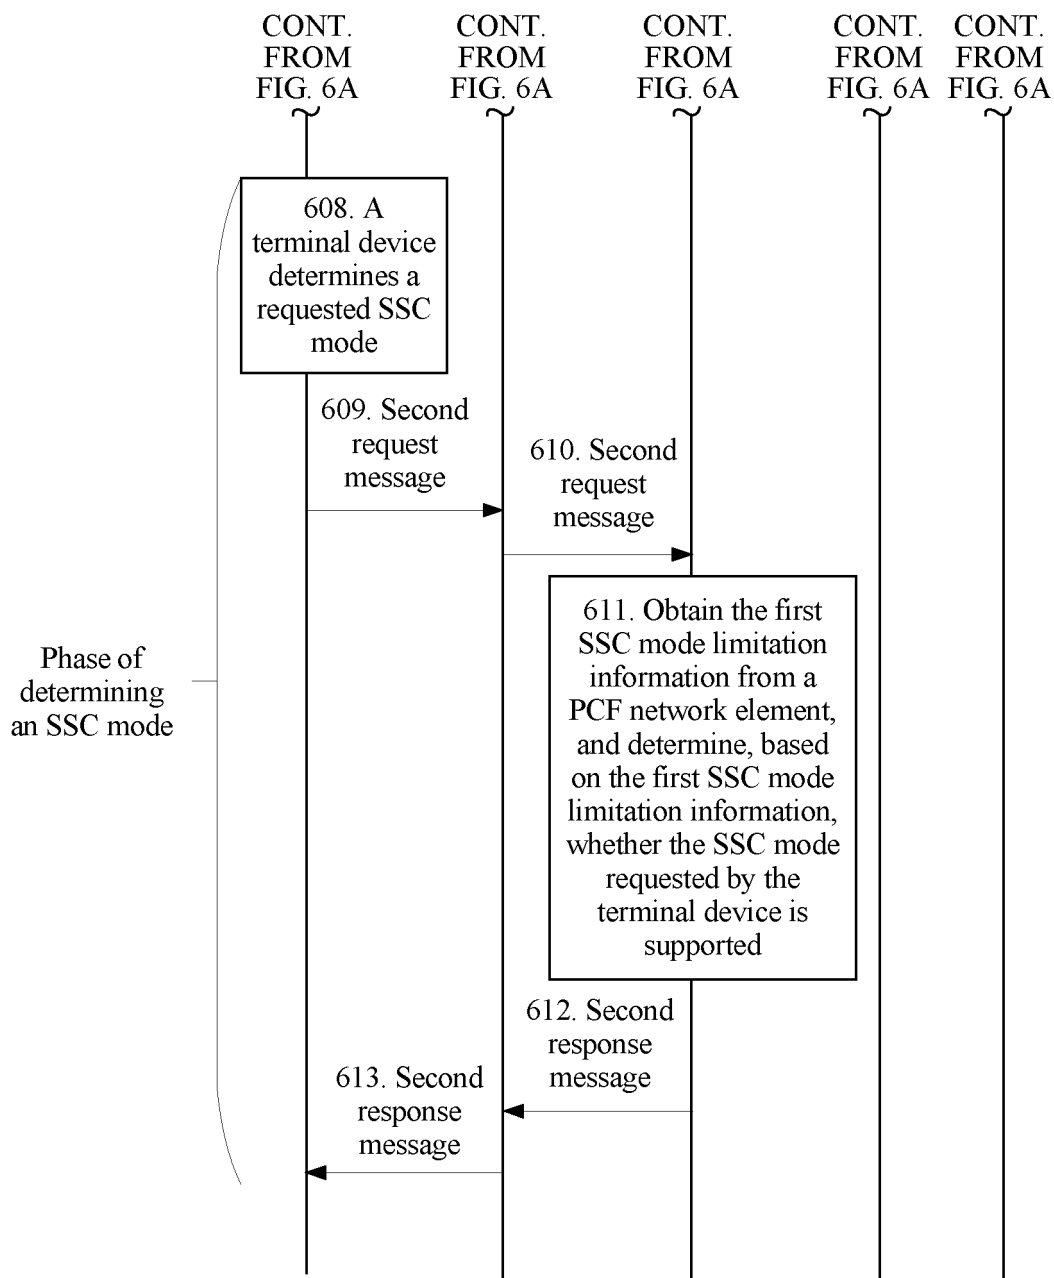 CONT.
FROM
FIG. 6A
CONT.
FROM
FIG. 6A
CONT.
FROM
FIG. 6A
CONT.
FROM
FIG. 6A
CONT.
FROM
FIG. 6A
608. A
terminal device
determines a
requested SSC
mode
609. Second
request
message
610. Second
request
message
611. Obtain the first
SSC mode limitation
information from a
PCF network element,
and determine, based
on the first SSC mode
limitation information,
whether the SSC mode
requested by the
terminal device is
supported
Phase of
determining
an SSC mode
612. Second
response
message
613. Second
response
message